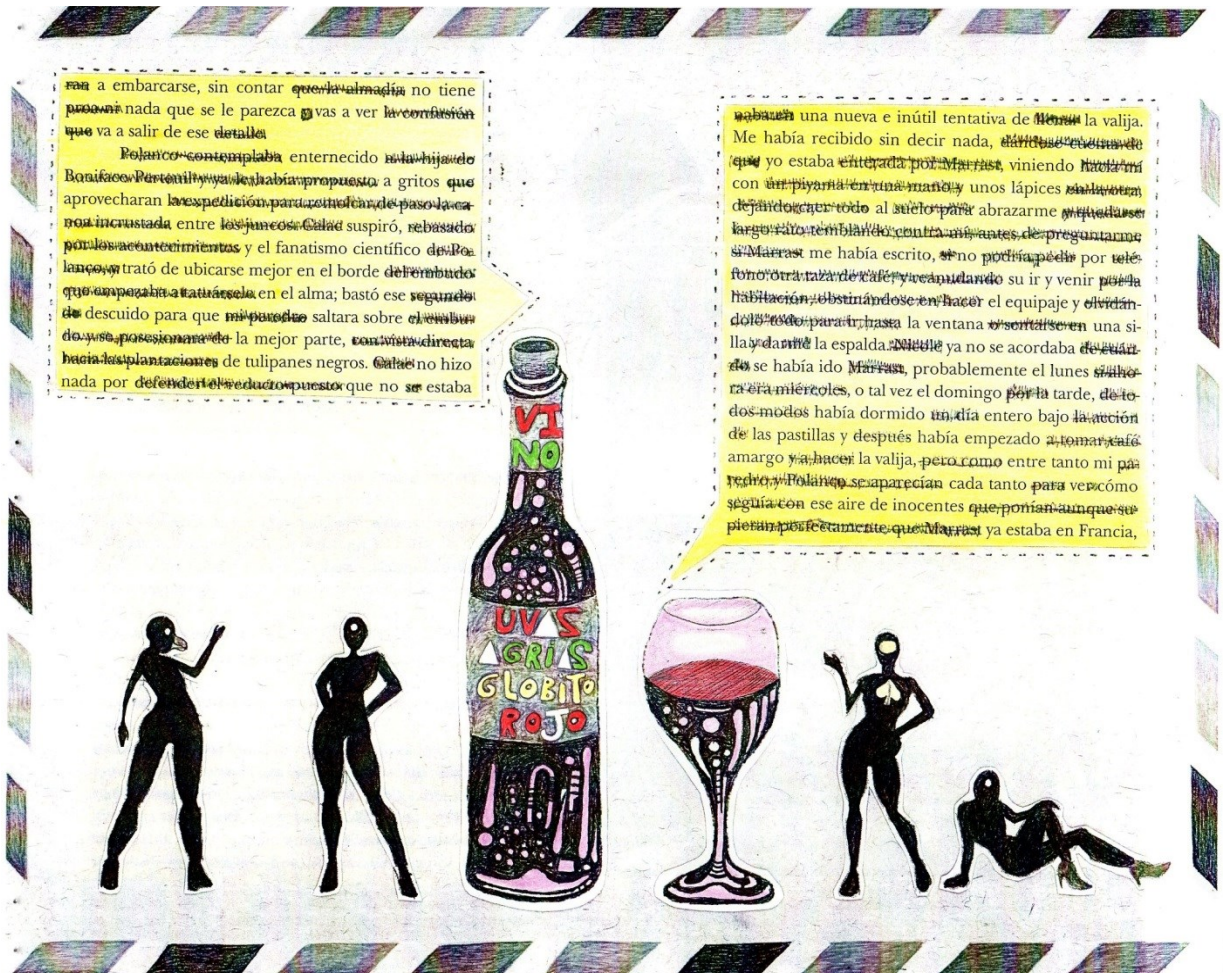 ran a embarcarse, sin contar que la almadía no tiene
proa ni nada que se le parezca y vas a ver la confusión
que va a salir de ese detalle.
Polanco contemplaba enternecido a la hija de
Boniface Perteuil y ya le había propuesto a gritos que
aprovecharan la expedición para remolcar de paso la ca-
noa incrustada entre los juncos. Calac suspiró, rebasado
por los acontecimientos y el fanatismo científico de Po-
lanco, y trató de ubicarse mejor en el borde del embudo
que empezaba a tatuársele en el alma; bastó ese segundo
de descuido para que mi paredro saltara sobre el embu-
do y se posesionara de la mejor parte, con vista directa
hacia las plantaciones de tulipanes negros. Calac no hizo
nada por defender el reducto puesto que no se estaba
VI
NO
UVAS
AGRIAS
GLOBITO
ROJO
una nueva e inútil tentativa de llenar la valija.
Me había recibido sin decir nada, dándose cuenta de
que yo estaba enterada por Marrast, viniendo hacia mí
con un piyama en una mano y unos lápices en la otra,
dejando caer todo al suelo para abrazarme y quedarse
largo rato temblando contra mí, antes de preguntarme
si Marrast me había escrito, si no podría pedir por telé-
fono otra taza de café, y reanudando su ir y venir por la
habitación, obstinándose en hacer el equipaje y olvidán-
dolo todo para ir hasta la ventana o sentarse en una si-
lla y darme la espalda. Nicole ya no se acordaba de cuán-
do se había ido Marrast, probablemente el lunes si aho-
ra era miércoles, o tal vez el domingo por la tarde, de to-
dos modos había dormido un día entero bajo la acción
de las pastillas y después había empezado a tomar café
amargo y a hacer la valija, pero como entre tanto mi pa-
redro y Polanco se aparecían cada tanto para ver cómo
seguía con ese aire de inocentes que ponían aunque su-
pieran perfectamente que Marrast ya estaba en Francia,